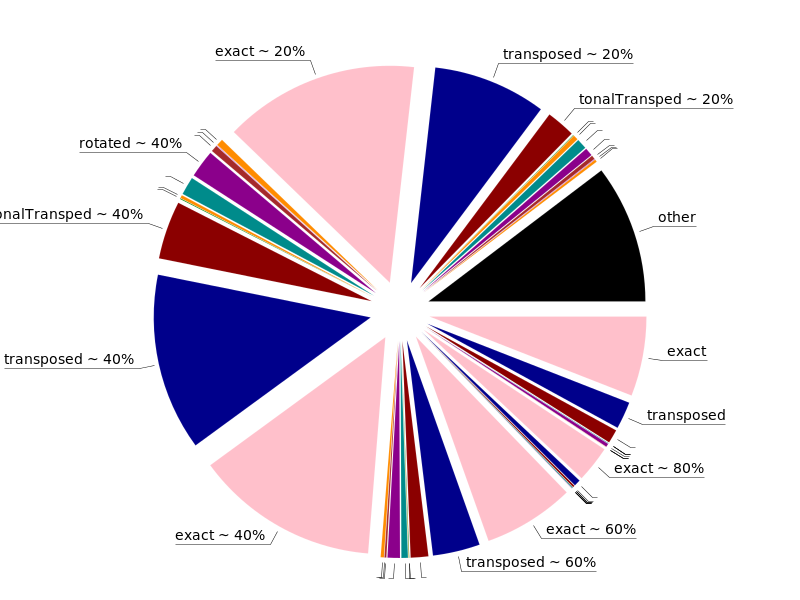 exact ~ 20%
transposed ~ 20%
tonalTransped ~ 20%
rotated ~ 40%
onalTransped ~ 40%
other
transposed ~ 40%
exact
transposed
exact ~ 80%
exact ~ 40%
exact ~ 60%
transposed ~ 60%